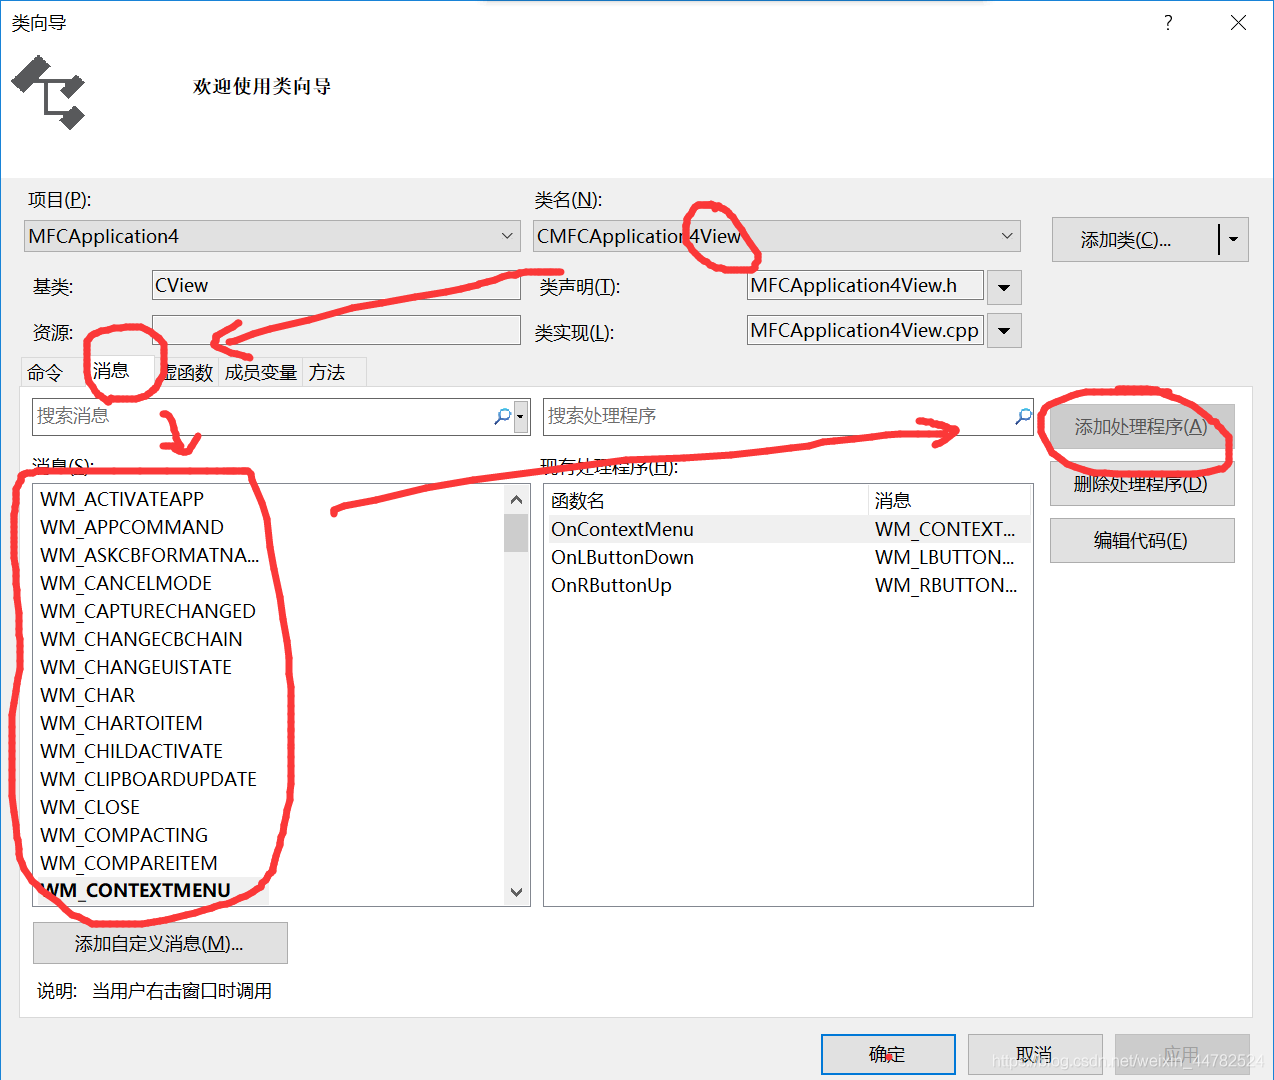 类向导
?
欢迎使用类向导
项目(P):
类名(N):
MFCApplication4
CMFCApplication4View
添加类(C)...
基类:
CView
类声明(T):
MFCApplication4View.h
资源:
类实现(L):
MFCApplication4View.cpp
命令 消息 虚函数 成员变量 方法
搜索消息
搜索处理程序
添加处理程序(A)
消息(S):
现有处理程序(H):
删除处理程序(D)
编辑代码(E)
WM_ACTIVATEAPP
WM_APPCOMMAND
WM_ASKCBFORMATNA...
WM_CANCELMODE
WM_CAPTURECHANGED
WM_CHANGECBCHAIN
WM_CHANGEUISTATE
WM_CHAR
WM_CHARTOITEM
WM_CHILDACTIVATE
WM_CLIPBOARDUPDATE
WM_CLOSE
WM_COMPACTING
WM_COMPAREITEM
WM_CONTEXTMENU
函数名 消息
OnContextMenu WM_CONTEXT...
OnLButtonDown WM_LBUTTON...
OnRButtonUp WM_RBUTTON...
添加自定义消息(M)...
说明: 当用户右击窗口时调用
确定
取消
应用
https://blog.csdn.net/weixin_44782524